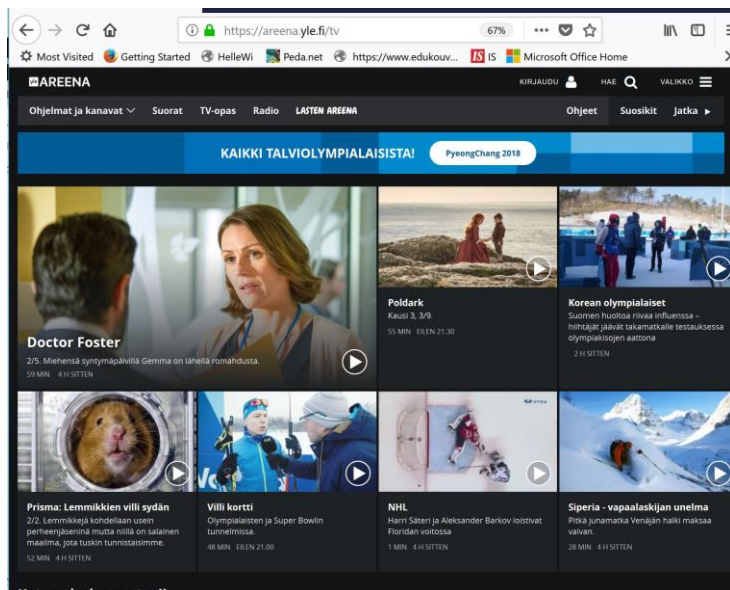 https://areena.yle.fi/tv
67%
Most Visited
Getting Started
HelleWi
Peda.net
https://www.edukouv...
IS
IS
Microsoft Office Home
AREENA
KIRJAUDU
HAE
VALIKKO
Ohjelmat ja kanavat
Suorat
TV-opas
Radio
LASTEN AREENA
Ohjeet
Suosikit
Jatka
KAIKKI TALVIOLYMPIALAISISTA!
PyeongChang 2018
Doctor Foster
2/5. Miehensä syntymäpäivillä Gemma on lähellä romahdusta.
59 MIN 4 H SITTEN
Poldark
Kausi 3, 3/9.
55 MIN EILEN 21.30
Korean olympialaiset
Suomen huoltoa riivaa influenssa –
hiihtäjät jäävät takamatkalle testauksessa
olympiakisojen aattona
2 H SITTEN
Prisma: Lemmikkien villi sydän
2/2. Lemmikkejä kohdellaan usein
perheenjäseninä mutta niillä on salainen
maailma, jota tuskin tunnistaisimme.
52 MIN 4 H SITTEN
Villi kortti
Olympialaisten ja Super Bowlin
tunnelmissa.
48 MIN EILEN 21.00
NHL
Harri Säteri ja Aleksander Barkov loistivat
Floridan voitossa
1 MIN 4 H SITTEN
Siperia - vapaalaskijan unelma
Pitkä junamatka Venäjän halki maksaa
vaivan.
28 MIN 4 H SITTEN